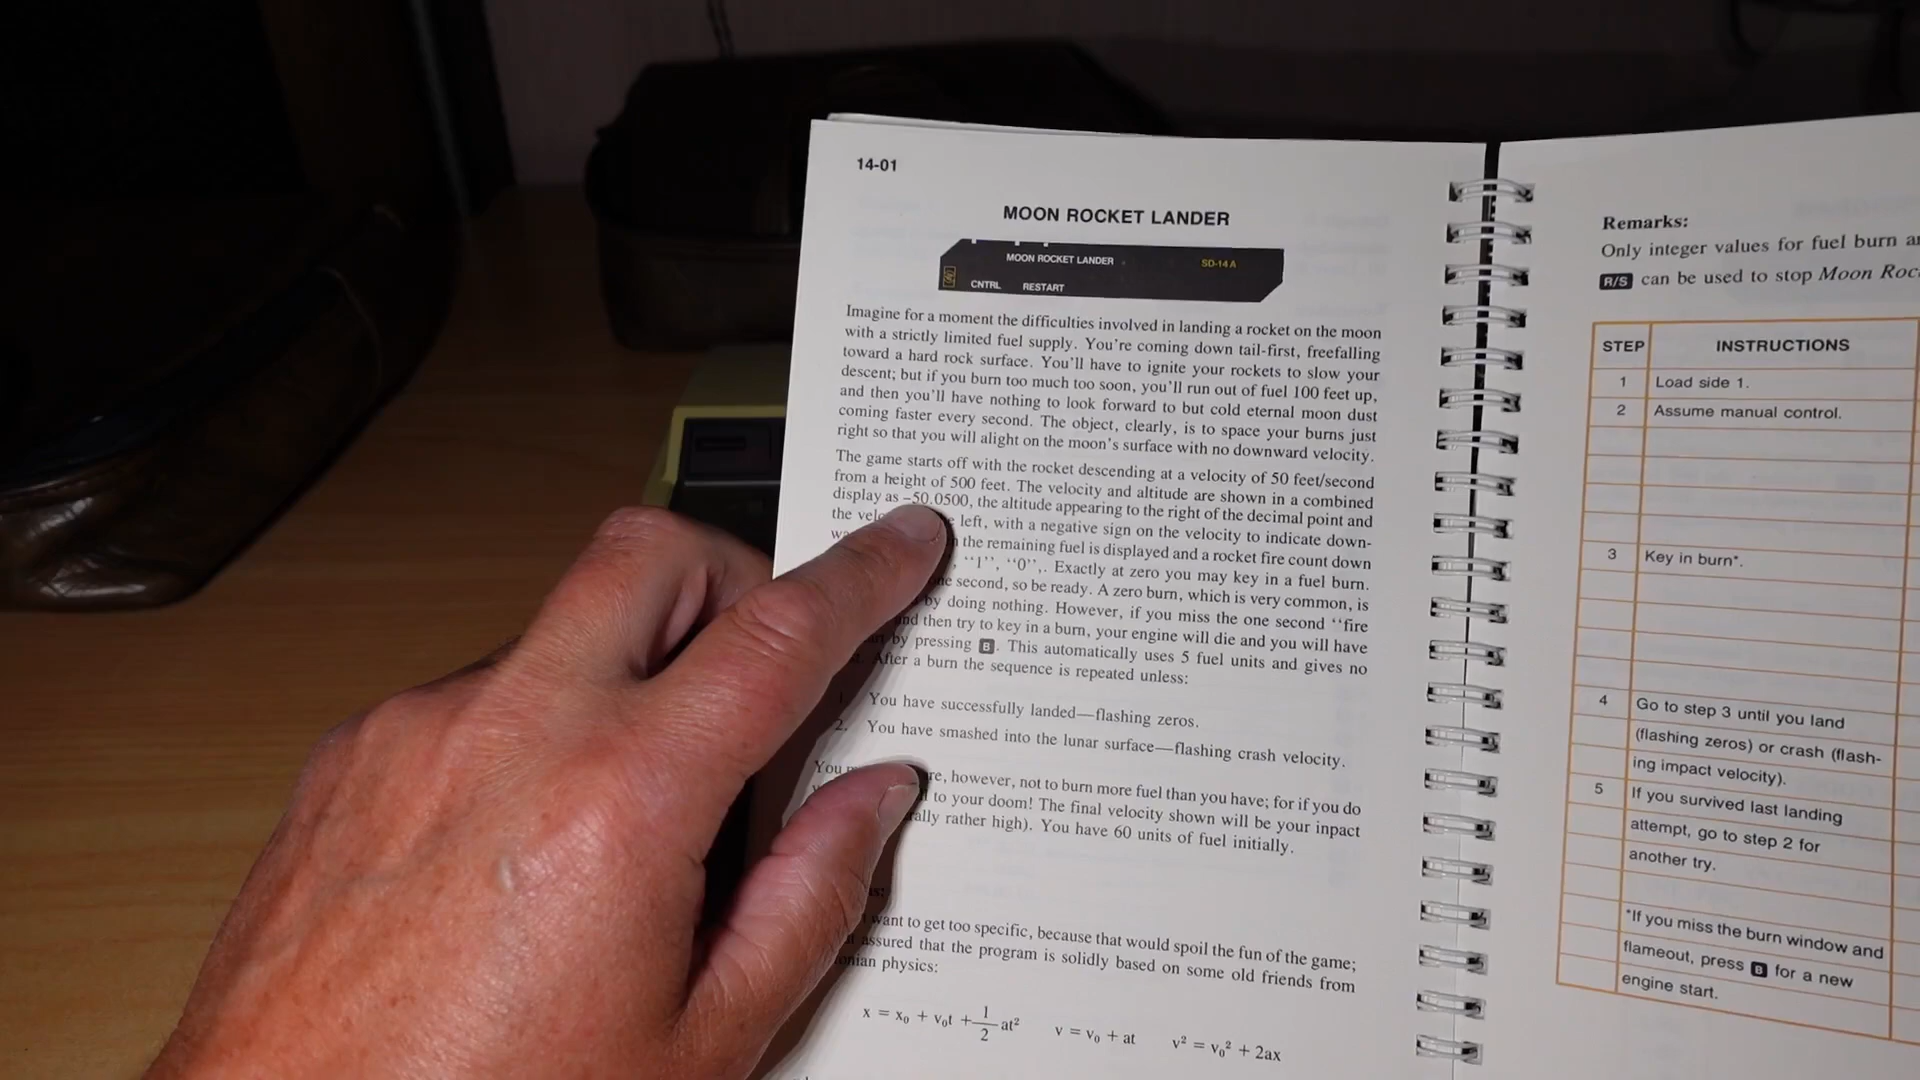 14-01
MOON ROCKET LANDER
MOON ROCKET LANDER SD-14A
CNTRL RESTART
Imagine for a moment the difficulties involved in landing a rocket on the moon
with a strictly limited fuel supply. You're coming down tail-first, freefalling
toward a hard rock surface. You'll have to ignite your rockets to slow your
descent; but if you burn too much too soon, you'll run out of fuel 100 feet up,
and then you'll have nothing to look forward to but cold eternal moon dust
coming faster every second. The object, clearly, is to space your burns just
right so that you will alight on the moon's surface with no downward velocity.
The game starts off with the rocket descending at a velocity of 50 feet/second
from a height of 500 feet. The velocity and altitude are shown in a combined
display as –50.0500, the altitude appearing to the right of the decimal point and
the left, with a negative sign on the velocity to indicate down-
the remaining fuel is displayed and a rocket fire count down
, ‘‘1’’, ‘‘0’’,. Exactly at zero you may key in a fuel burn.
second, so be ready. A zero burn, which is very common, is
by doing nothing. However, if you miss the one second ‘‘fire
and then try to key in a burn, your engine will die and you will have
by pressing B. This automatically uses 5 fuel units and gives no
After a burn the sequence is repeated unless:
You have successfully landed—flashing zeros.
2. You have smashed into the lunar surface—flashing crash velocity.
You however, not to burn more fuel than you have; for if you do
to your doom! The final velocity shown will be your inpact
rather high). You have 60 units of fuel initially.
want to get too specific, because that would spoil the fun of the game;
assured that the program is solidly based on some old friends from
physics:
x = x₀ + v₀t + 1/2 at² v = v₀ + at v² = v₀² + 2ax
Remarks:
Only integer values for fuel burn
R/S can be used to stop Moon
STEP INSTRUCTIONS
1 Load side 1.
2 Assume manual control.
3 Key in burn*.
4 Go to step 3 until you land
(flashing zeros) or crash (flash-
ing impact velocity).
5 If you survived last landing
attempt, go to step 2 for
another try.
*If you miss the burn window and
flameout, press B for a new
engine start.